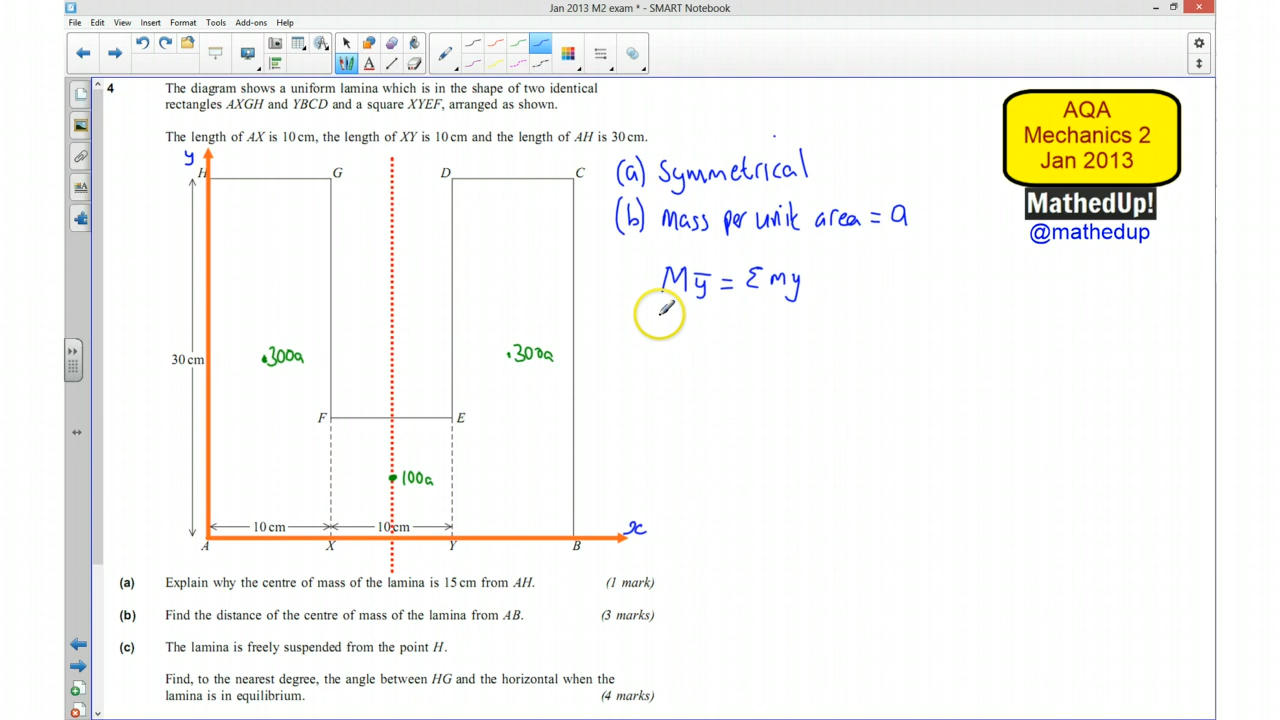 Jan 2013 M2 exam * - SMART Notebook
File Edit View Insert Format Tools Add-ons Help
4 The diagram shows a uniform lamina which is in the shape of two identical
rectangles AXGH and YBCD and a square XYEF, arranged as shown.
The length of AX is 10 cm, the length of XY is 10 cm and the length of AH is 30 cm.
AQA
Mechanics 2
Jan 2013
MathedUp!
@mathedup
y
H G D C
(a) Symmetrical
(b) Mass per unit area = a
Mȳ = Σmy
30 cm
.300a .300a
F E
100a
10 cm 10 cm
x
A X Y B
(a) Explain why the centre of mass of the lamina is 15 cm from AH. (1 mark)
(b) Find the distance of the centre of mass of the lamina from AB. (3 marks)
(c) The lamina is freely suspended from the point H.
Find, to the nearest degree, the angle between HG and the horizontal when the
lamina is in equilibrium. (4 marks)